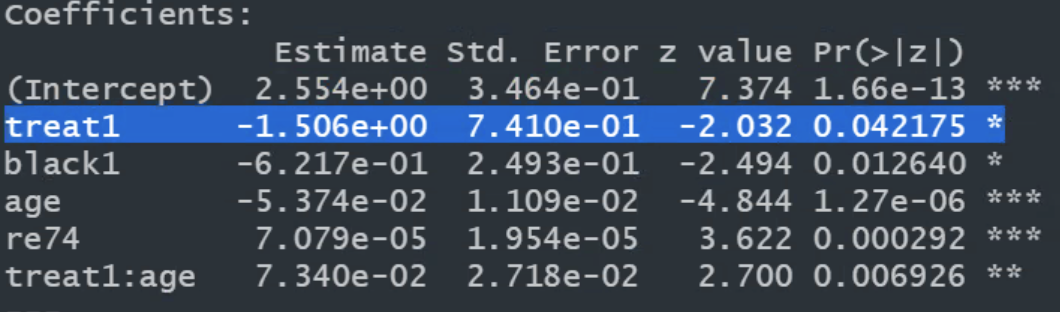 Coefficients:
Estimate Std. Error z value Pr(>|z|)
(Intercept) 2.554e+00 3.464e-01 7.374 1.66e-13 ***
treat1 -1.506e+00 7.410e-01 -2.032 0.042175 *
black1 -6.217e-01 2.493e-01 -2.494 0.012640 *
age -5.374e-02 1.109e-02 -4.844 1.27e-06 ***
re74 7.079e-05 1.954e-05 3.622 0.000292 ***
treat1:age 7.340e-02 2.718e-02 2.700 0.006926 **